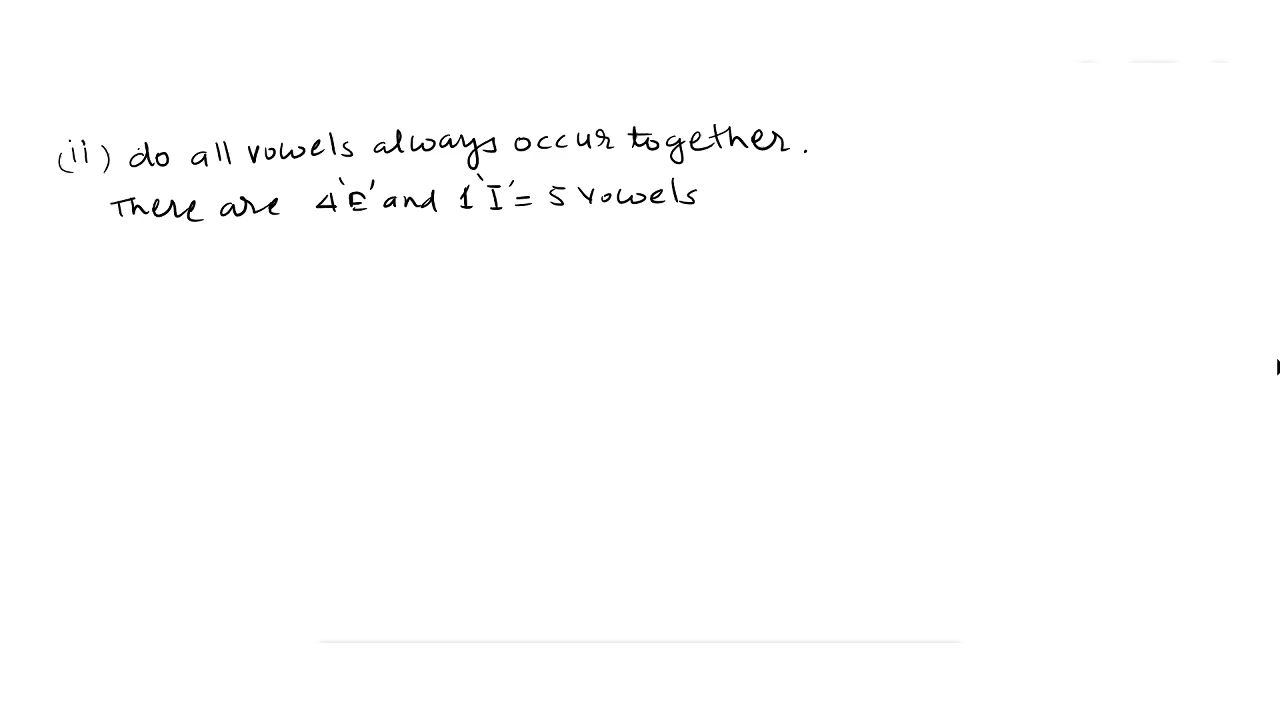 (ii) do all vowels always occur together.
There are 4 'E' and 1 'I' = 5 vowels